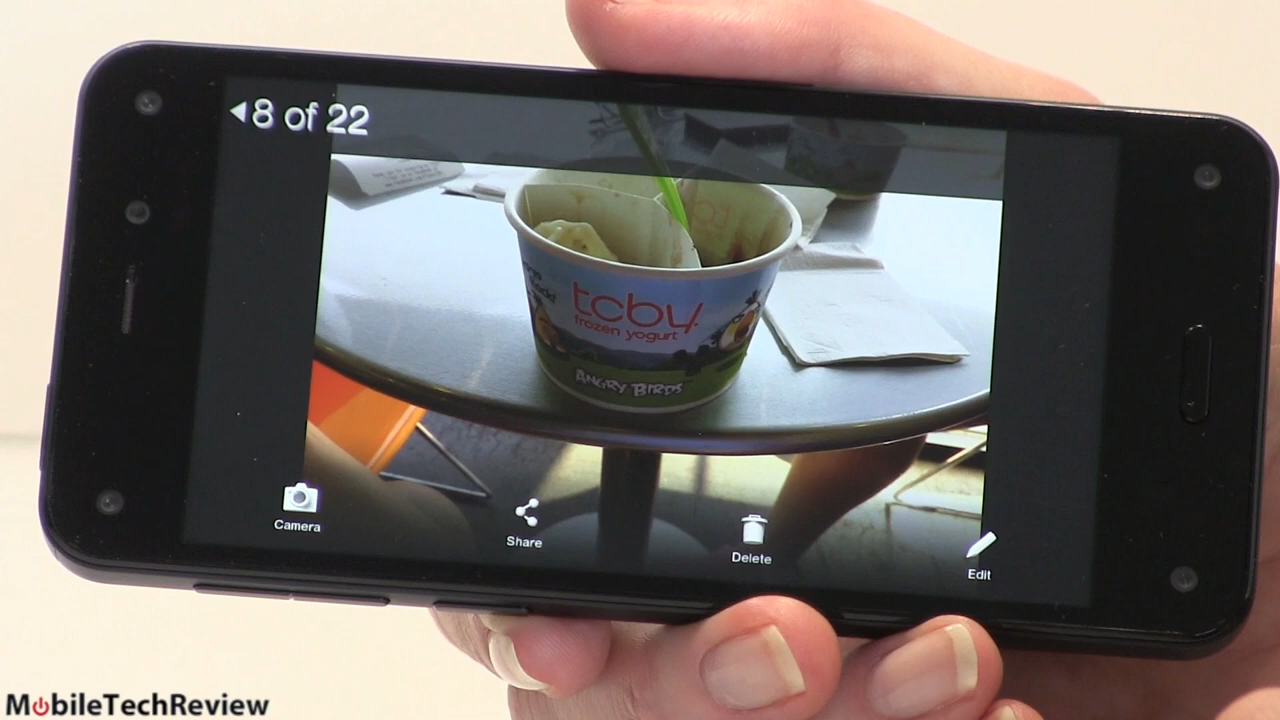 8 of 22
tcby
frozen yogurt
ANGRY BIRDS
Camera
Share
Delete
Edit
MobileTechReview